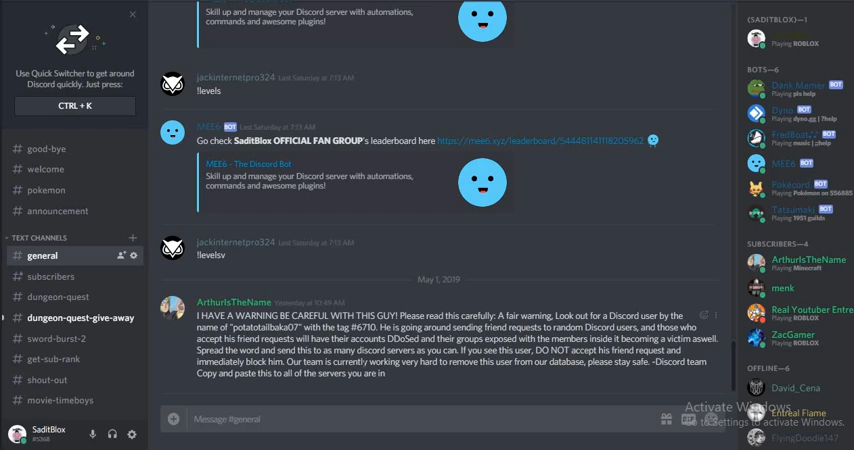 Use Quick Switcher to get around
Discord quickly. Just press:
CTRL + K
# good-bye
# welcome
# pokemon
# announcement
TEXT CHANNELS
# general
# subscribers
# dungeon-quest
# dungeon-quest-give-away
# sword-burst-2
# get-sub-rank
# shout-out
# movie-timeboys
SaditBlox
#5368
Skill up and manage your Discord server with automations,
commands and awesome plugins!
jackinternetpro324 Last Saturday at 7:13 AM
!levels
MEE6 BOT Last Saturday at 7:13 AM
Go check SaditBlox OFFICIAL FAN GROUP's leaderboard here https://mee6.xyz/leaderboard/544481141118205962
MEE6 - The Discord Bot
Skill up and manage your Discord server with automations,
commands and awesome plugins!
jackinternetpro324 Last Saturday at 7:13 AM
!levelsv
May 1, 2019
ArthurIsTheName Yesterday at 10:49 AM
I HAVE A WARNING BE CAREFUL WITH THIS GUY! Please read this carefully: A fair warning, Look out for a Discord user by the
name of "potatotailbaka07" with the tag #6710. He is going around sending friend requests to random Discord users, and those who
accept his friend requests will have their accounts DDoSed and their groups exposed with the members inside it becoming a victim aswell.
Spread the word and send this to as many discord servers as you can. If you see this user, DO NOT accept his friend request and
immediately block him. Our team is currently working very hard to remove this user from our database, please stay safe. -Discord team
Copy and paste this to all of the servers you are in
Message #general
GIF
(SADITBLOX)—1
Playing ROBLOX
BOTS—6
Dank Memer BOT
Playing pls help
Dyno BOT
Playing dyno.gg | ?help
FredBoat♪♪ BOT
Playing music | ;;help
MEE6 BOT
Pokécord BOT
Playing Pokémon on 556885
Tatsumaki BOT
Playing 1951 guilds
SUBSCRIBERS—4
ArthurIsTheName
Playing Minecraft
menk
Real Youtuber Entre
Playing ROBLOX
ZacGamer
Playing ROBLOX
OFFLINE—6
David_Cena
Entreal Flame
FlyingDoodie147
Activate Windows
Go to Settings to activate Windows.